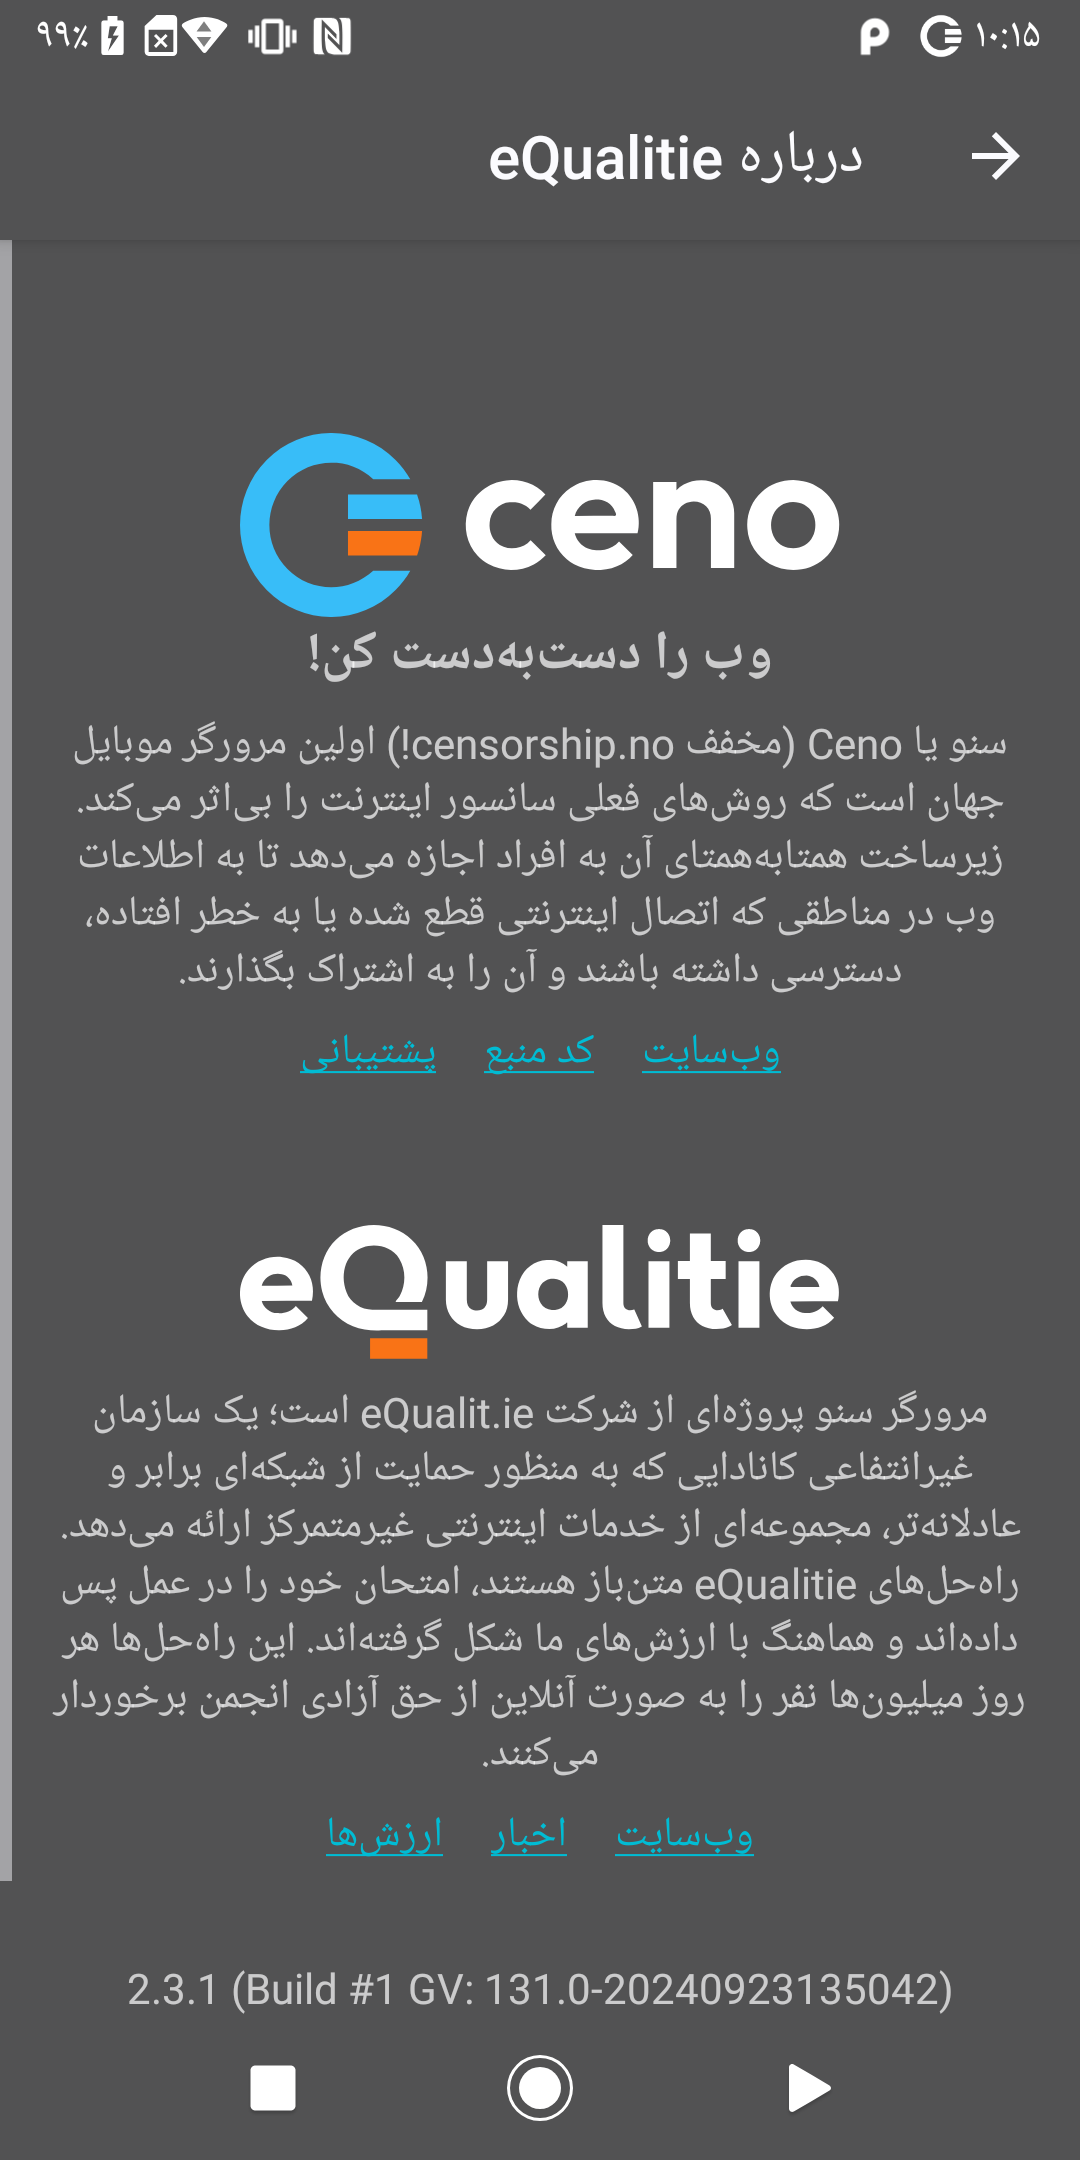 ۱۰:۱۵
۹۹٪
درباره eQualitie
ceno
وب را دست‌به‌دست کن!
سنو یا Ceno (مخفف censorship.no!) اولین مرورگر موبایل
جهان است که روش‌های فعلی سانسور اینترنت را بی‌اثر می‌کند.
زیرساخت همتابه‌همتای آن به افراد اجازه می‌دهد تا به اطلاعات
وب در مناطقی که اتصال اینترنتی قطع شده یا به خطر افتاده،
دسترسی داشته باشند و آن را به اشتراک بگذارند.
وب‌سایت کد منبع پشتیبانی
eQualitie
مرورگر سنو پروژه‌ای از شرکت eQualit.ie است؛ یک سازمان
غیرانتفاعی کانادایی که به منظور حمایت از شبکه‌ای برابر و
عادلانه‌تر، مجموعه‌ای از خدمات اینترنتی غیرمتمرکز ارائه می‌دهد.
راه‌حل‌های eQualitie متن‌باز هستند، امتحان خود را در عمل پس
داده‌اند و هماهنگ با ارزش‌های ما شکل گرفته‌اند. این راه‌حل‌ها هر
روز میلیون‌ها نفر را به صورت آنلاین از حق آزادی انجمن برخوردار
می‌کنند.
وب‌سایت اخبار ارزش‌ها
2.3.1 (Build #1 GV: 131.0-20240923135042)